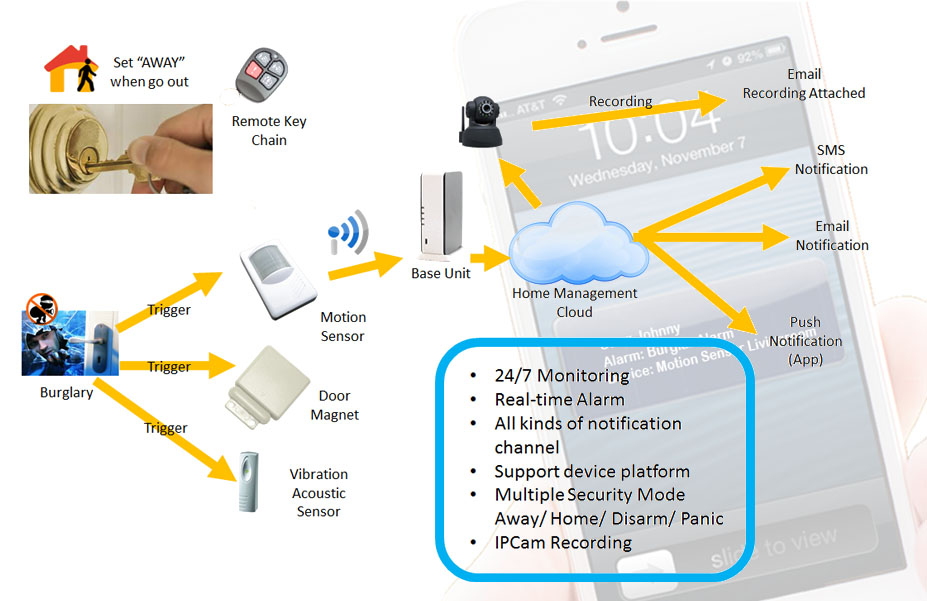 Set “AWAY”
when go out
Remote Key
Chain
AT&T
92%
10:04
Wednesday, November 7
Recording
Email
Recording Attached
SMS
Notification
Email
Notification
Base Unit
Home Management
Cloud
Trigger
Motion
Sensor
Burglary
Trigger
Door
Magnet
Trigger
Vibration
Acoustic
Sensor
Push
Notification
(App)
Johnny
Alarm: Alarm
Motion Sensor
• 24/7 Monitoring
• Real-time Alarm
• All kinds of notification
channel
• Support device platform
• Multiple Security Mode
Away/ Home/ Disarm/ Panic
• IPCam Recording
slide to view